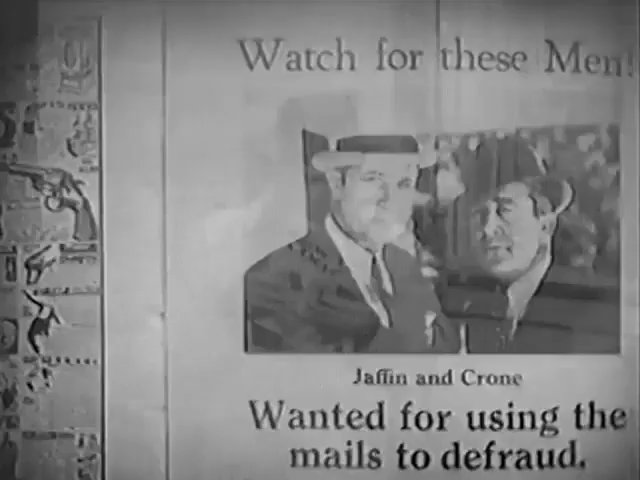 Watch for these Men!
Jaffin and Crone
Wanted for using the
mails to defraud.